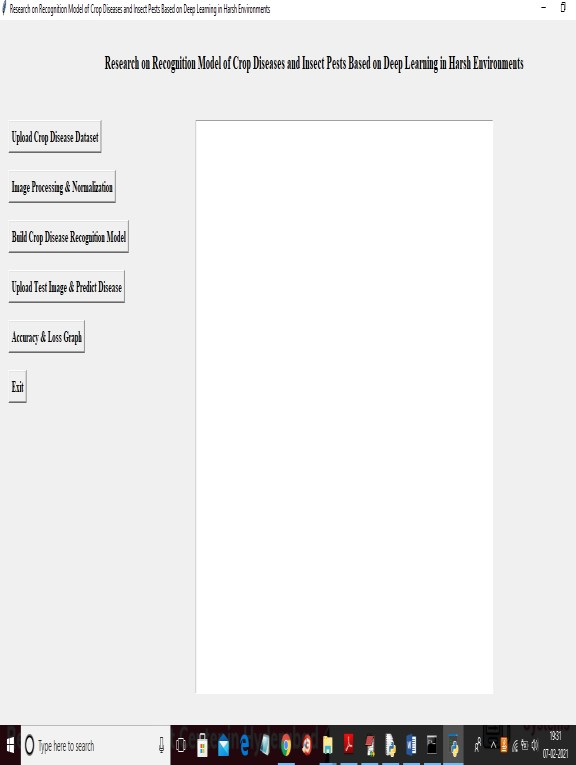 Research on Recognition Model of Crop Diseases and Insect Pests Based on Deep Learning in Harsh Environments
Research on Recognition Model of Crop Diseases and Insect Pests Based on Deep Learning in Harsh Environments
Upload Crop Disease Dataset
Image Processing & Normalization
Build Crop Disease Recognition Model
Upload Test Image & Predict Disease
Accuracy & Loss Graph
Exit
Type here to search
19:31
07-02-2021